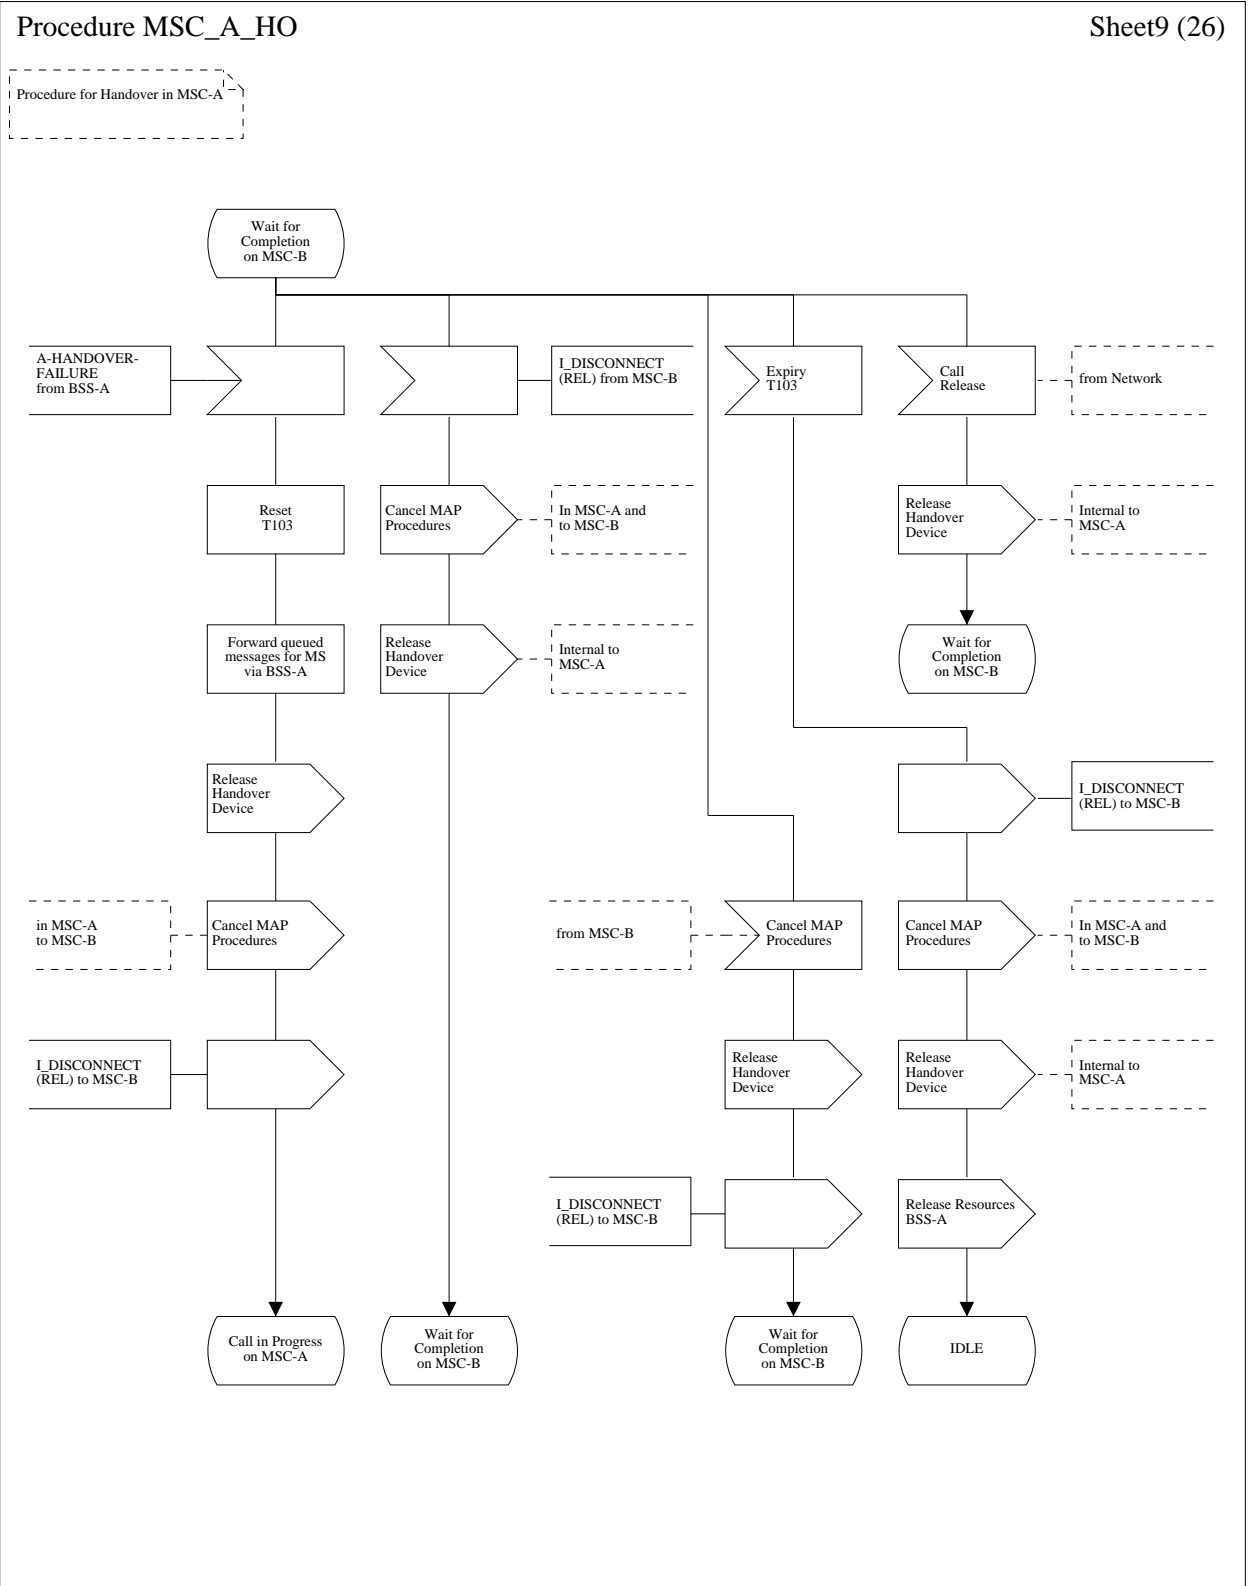 Procedure MSC_A_HO
Sheet9 (26)
Procedure for Handover in MSC-A
Wait for
Completion
on MSC-B
A-HANDOVER-
FAILURE
from BSS-A
I_DISCONNECT
(REL) from MSC-B
Expiry
T103
Call
Release
from Network
Reset
T103
Cancel MAP
Procedures
In MSC-A and
to MSC-B
Release
Handover
Device
Internal to
MSC-A
Forward queued
messages for MS
via BSS-A
Release
Handover
Device
Internal to
MSC-A
Wait for
Completion
on MSC-B
Release
Handover
Device
I_DISCONNECT
(REL) to MSC-B
in MSC-A
to MSC-B
Cancel MAP
Procedures
from MSC-B
Cancel MAP
Procedures
Cancel MAP
Procedures
In MSC-A and
to MSC-B
I_DISCONNECT
(REL) to MSC-B
Release
Handover
Device
Release
Handover
Device
Internal to
MSC-A
I_DISCONNECT
(REL) to MSC-B
Release Resources
BSS-A
Call in Progress
on MSC-A
Wait for
Completion
on MSC-B
Wait for
Completion
on MSC-B
IDLE